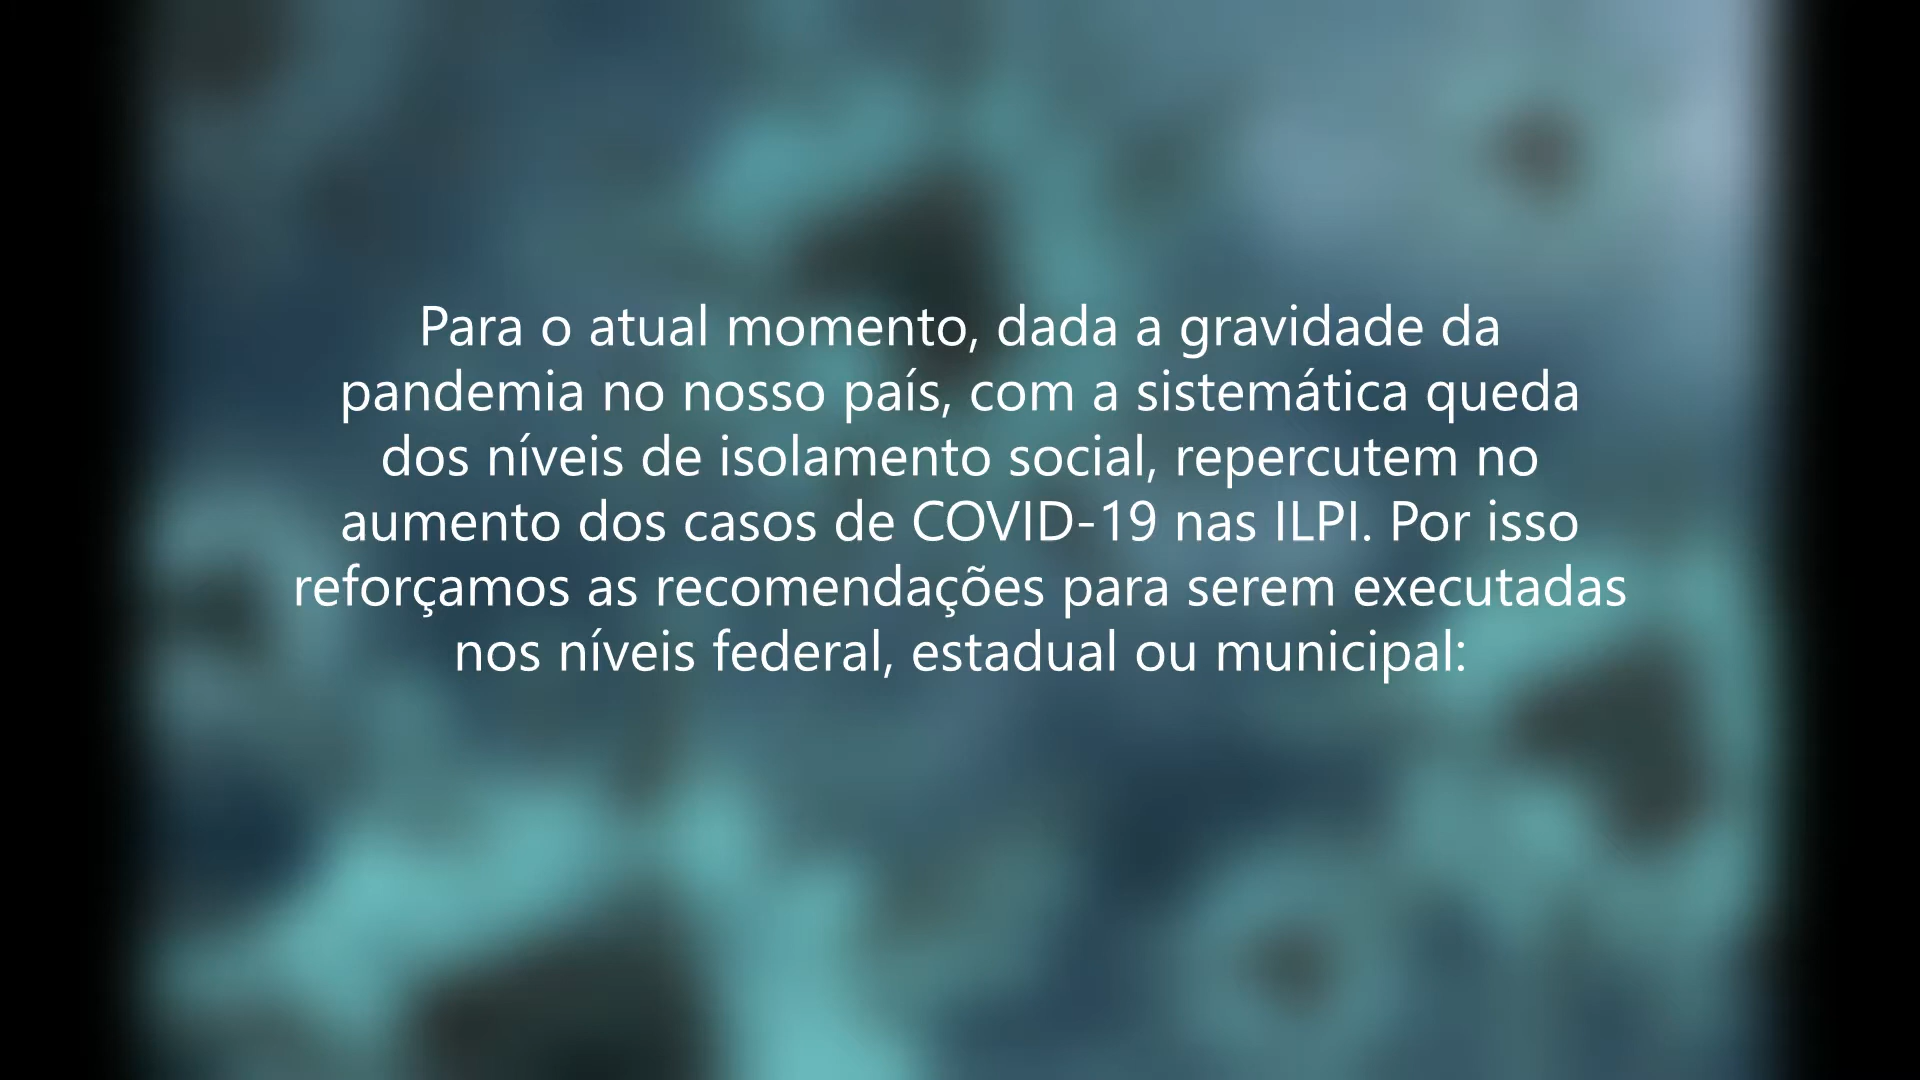 Para o atual momento, dada a gravidade da
pandemia no nosso país, com a sistemática queda
dos níveis de isolamento social, repercutem no
aumento dos casos de COVID-19 nas ILPI. Por isso
reforçamos as recomendações para serem executadas
nos níveis federal, estadual ou municipal: